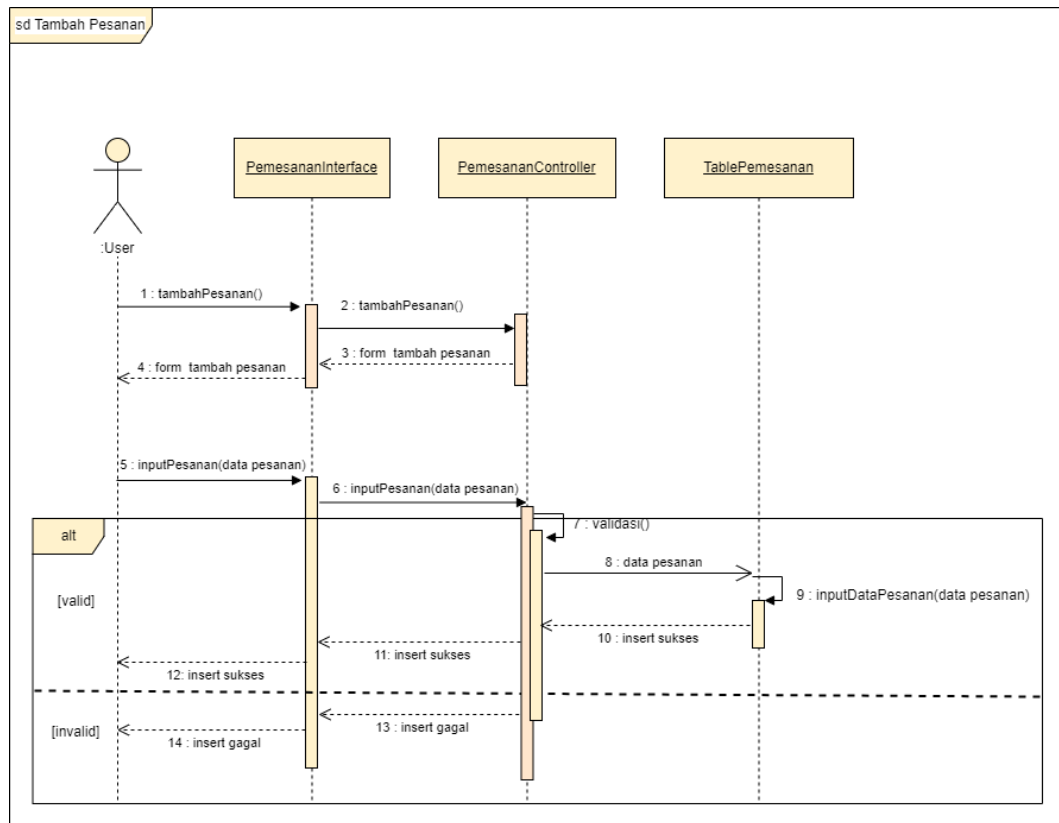 sd Tambah Pesanan
PemesananInterface
PemesananController
TablePemesanan
:User
1 : tambahPesanan()
2 : tambahPesanan()
3 : form tambah pesanan
4 : form tambah pesanan
5 : inputPesanan(data pesanan)
6 : inputPesanan(data pesanan)
alt
7 : validasi()
8 : data pesanan
[valid]
9 : inputDataPesanan(data pesanan)
10 : insert sukses
11: insert sukses
12: insert sukses
13 : insert gagal
[invalid]
14 : insert gagal